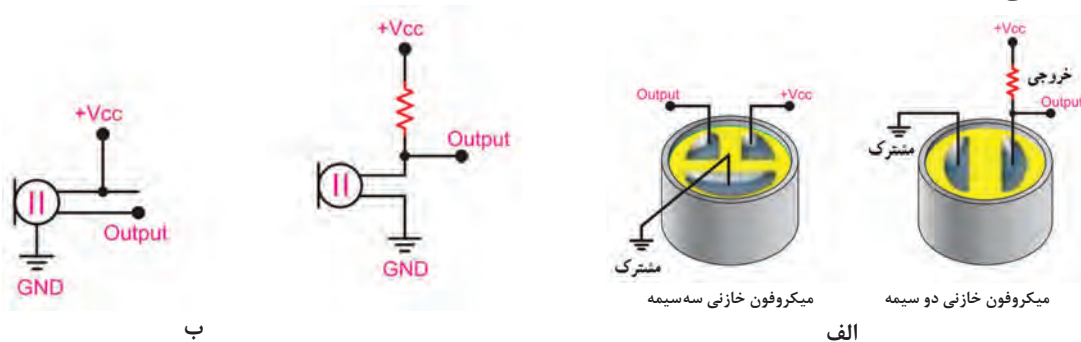 +Vcc
خروجی
Output
مشترک
میکروفون خازنی دو سیمه
Output
+Vcc
مشترک
میکروفون خازنی سه‌سیمه
الف
+Vcc
Output
GND
+Vcc
Output
GND
ب